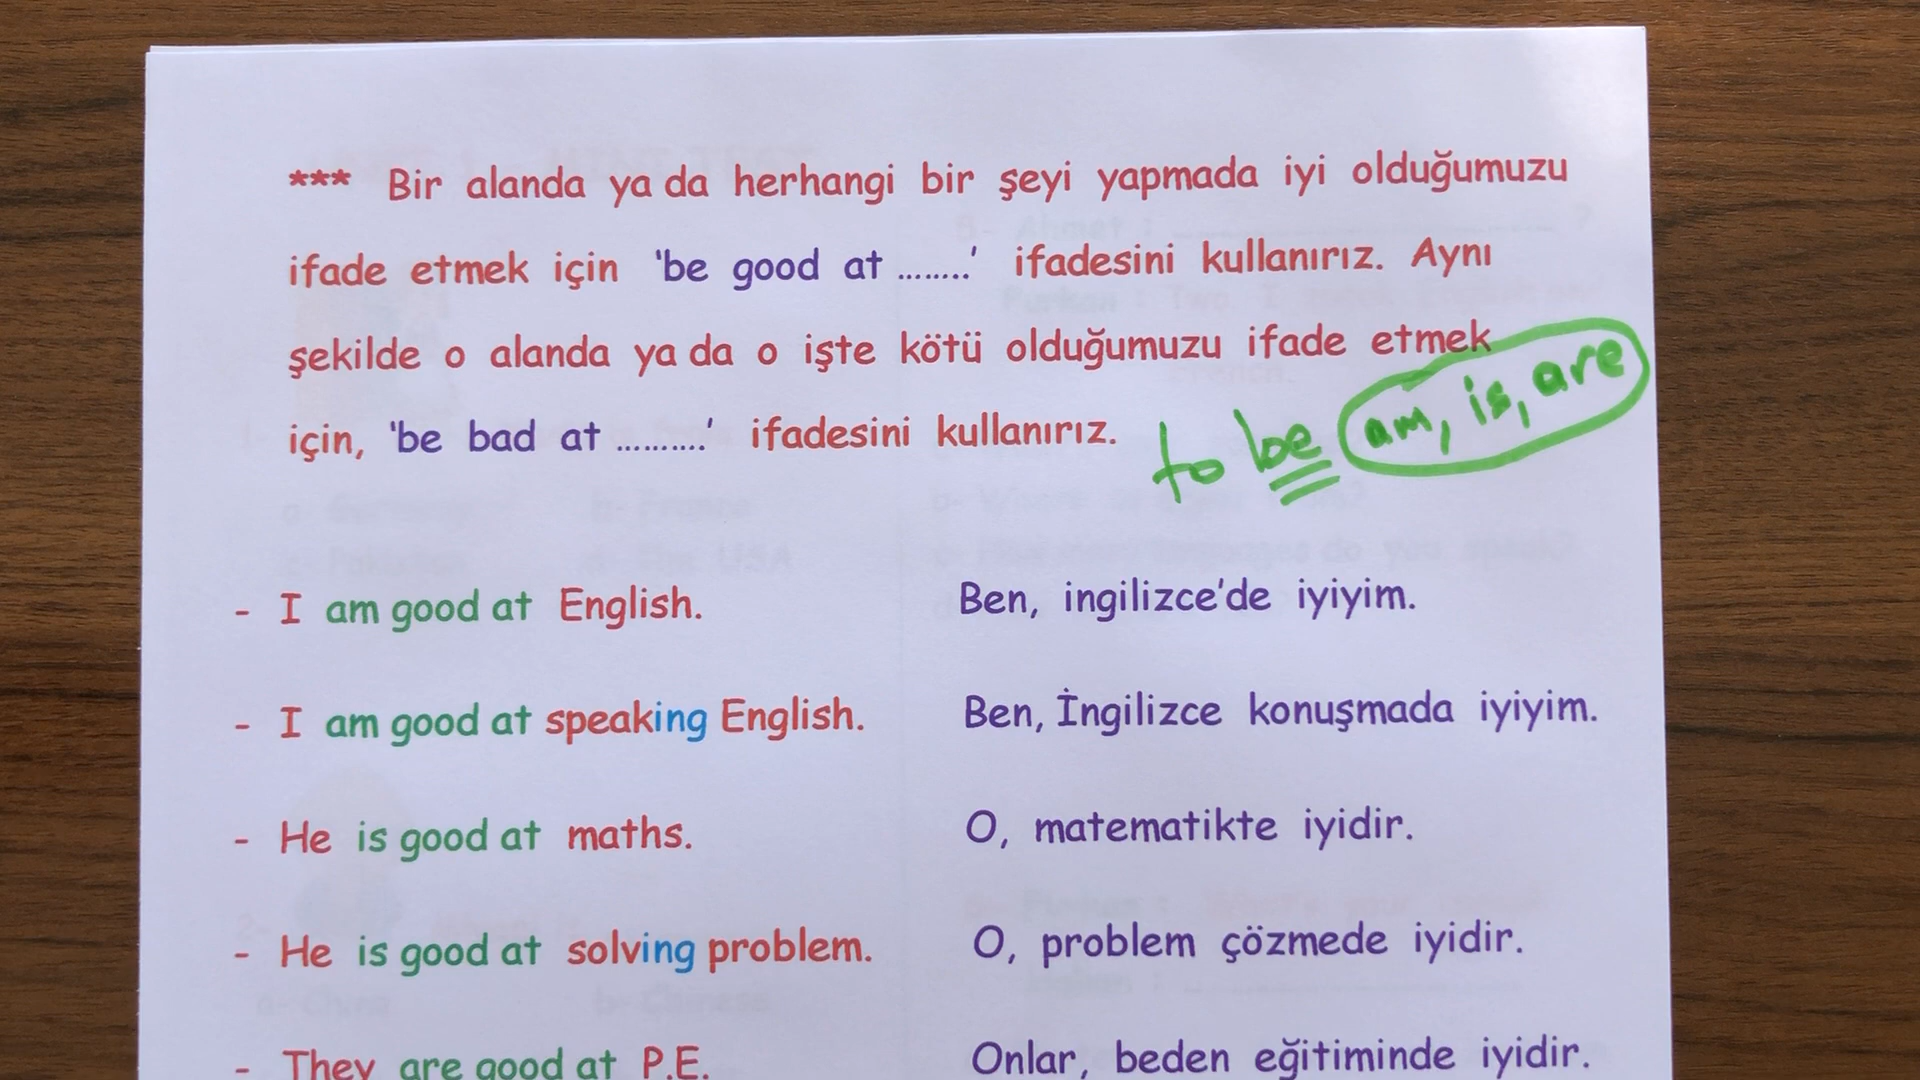 *** Bir alanda ya da herhangi bir şeyi yapmada iyi olduğumuzu
ifade etmek için 'be good at ........' ifadesini kullanırız. Aynı
şekilde o alanda ya da o işte kötü olduğumuzu ifade etmek
için, 'be bad at ..........' ifadesini kullanırız.
to be am, is, are
- I am good at English. Ben, ingilizce'de iyiyim.
- I am good at speaking English. Ben, İngilizce konuşmada iyiyim.
- He is good at maths. O, matematikte iyidir.
- He is good at solving problem. O, problem çözmede iyidir.
- They are good at P.E. Onlar, beden eğitiminde iyidir.